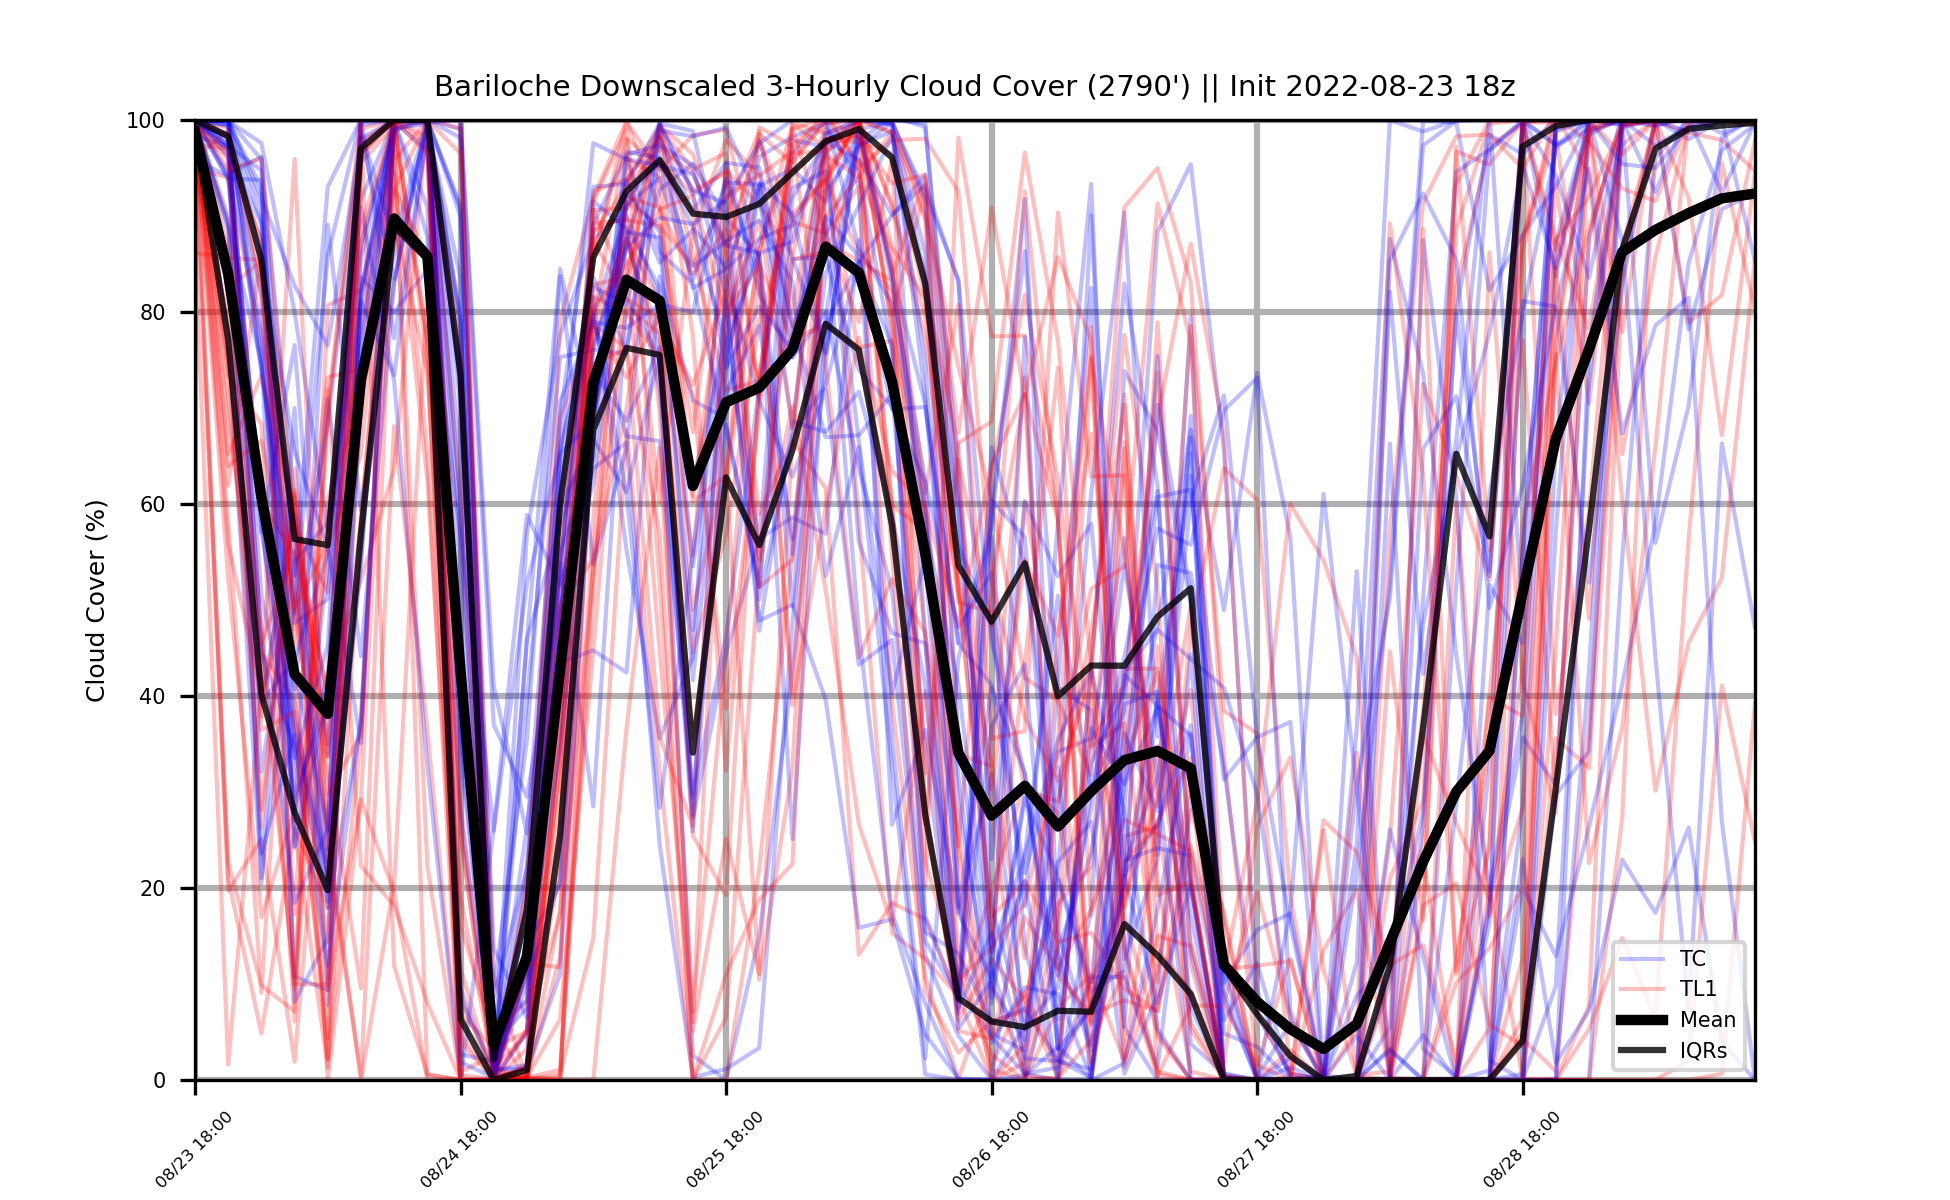 Bariloche Downscaled 3-Hourly Cloud Cover (2790') || Init 2022-08-23 18z
Cloud Cover (%)
100
80
60
40
20
0
TC
TL1
Mean
IQRs
08/23 18:00
08/24 18:00
08/25 18:00
08/26 18:00
08/27 18:00
08/28 18:00